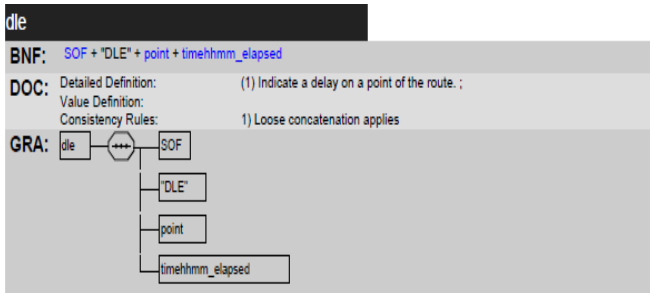 dle
BNF: SOF + "DLE" + point + timehhmm_elapsed
DOC: Detailed Definition: (1) Indicate a delay on a point of the route. ;
Value Definition:
Consistency Rules: 1) Loose concatenation applies
GRA: dle SOF
"DLE"
point
timehhmm_elapsed